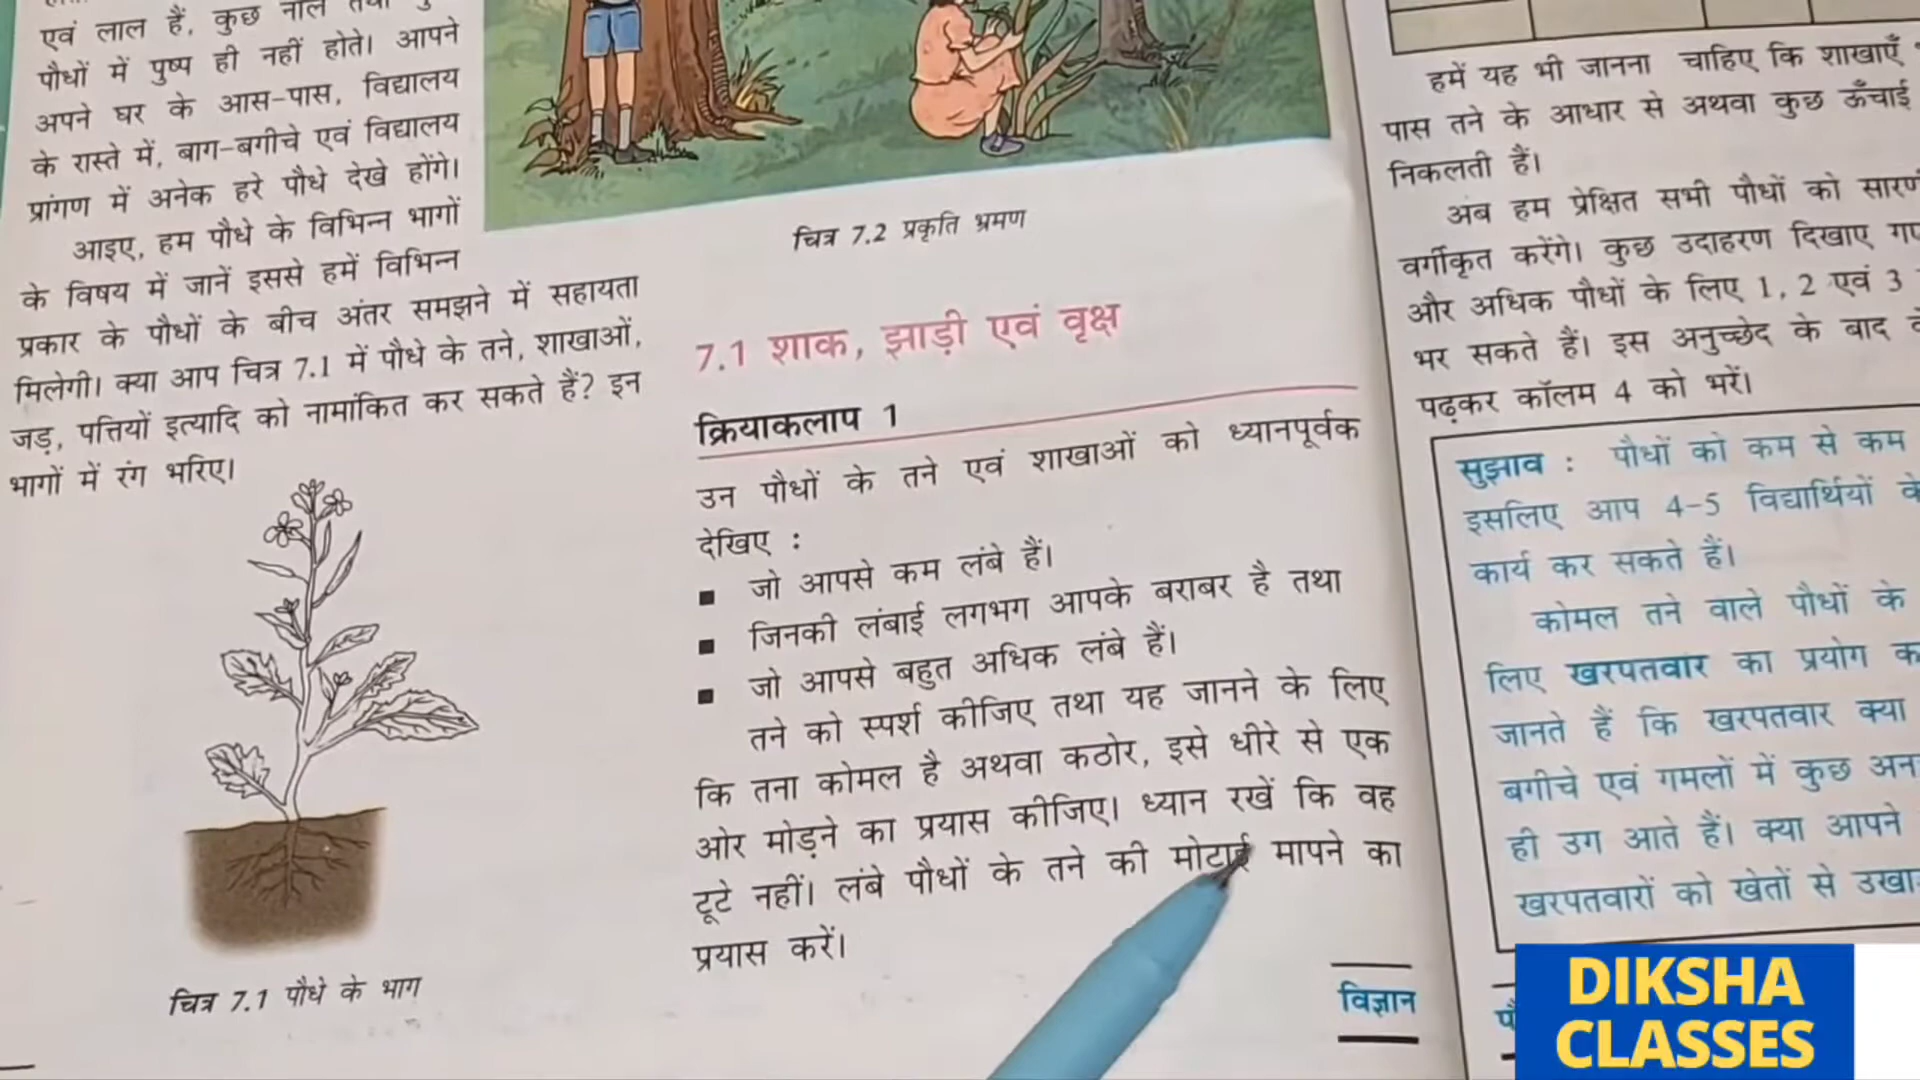 एवं लाल हैं, कुछ
पौधों में पुष्प ही नहीं होते। आपने
अपने घर के आस-पास, विद्यालय
के रास्ते में, बाग-बगीचे एवं विद्यालय
प्रांगण में अनेक हरे पौधे देखे होंगे।
आइए, हम पौधे के विभिन्न भागों
के विषय में जानें इससे हमें विभिन्न
प्रकार के पौधों के बीच अंतर समझने में सहायता
मिलेगी। क्या आप चित्र 7.1 में पौधे के तने, शाखाओं,
जड़, पत्तियों इत्यादि को नामांकित कर सकते हैं? इन
भागों में रंग भरिए।
चित्र 7.1 पौधे के भाग
चित्र 7.2 प्रकृति भ्रमण
7.1 शाक, झाड़ी एवं वृक्ष
क्रियाकलाप 1
उन पौधों के तने एवं शाखाओं को ध्यानपूर्वक
देखिए :
■ जो आपसे कम लंबे हैं।
■ जिनकी लंबाई लगभग आपके बराबर है तथा
■ जो आपसे बहुत अधिक लंबे हैं।
तने को स्पर्श कीजिए तथा यह जानने के लिए
कि तना कोमल है अथवा कठोर, इसे धीरे से एक
ओर मोड़ने का प्रयास कीजिए। ध्यान रखें कि वह
टूटे नहीं। लंबे पौधों के तने की मोटाई मापने का
प्रयास करें।
विज्ञान
हमें यह भी जानना चाहिए कि शाखाएँ
पास तने के आधार से अथवा कुछ ऊँचाई
निकलती हैं।
अब हम प्रेक्षित सभी पौधों को
वर्गीकृत करेंगे। कुछ उदाहरण दिखाए
और अधिक पौधों के लिए 1, 2 एवं 3
भर सकते हैं। इस अनुच्छेद के बाद
पढ़कर कॉलम 4 को भरें।
सुझाव : पौधों को कम से कम
इसलिए आप 4-5 विद्यार्थियों
कार्य कर सकते हैं।
कोमल तने वाले पौधों के
लिए खरपतवार का प्रयोग
जानते हैं कि खरपतवार क्या
बगीचे एवं गमलों में कुछ
ही उग आते हैं। क्या आपने
खरपतवारों को खेतों से
DIKSHA
CLASSES